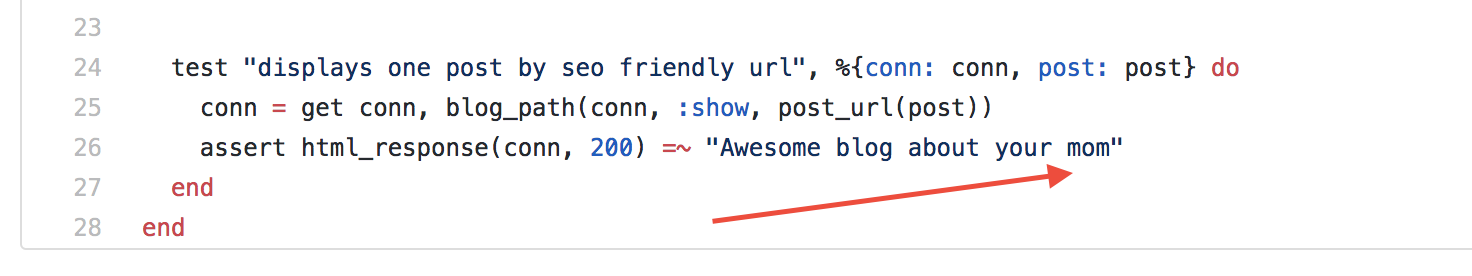 23
24 test "displays one post by seo friendly url", %{conn: conn, post: post} do
25 conn = get conn, blog_path(conn, :show, post_url(post))
26 assert html_response(conn, 200) =~ "Awesome blog about your mom"
27 end
28 end